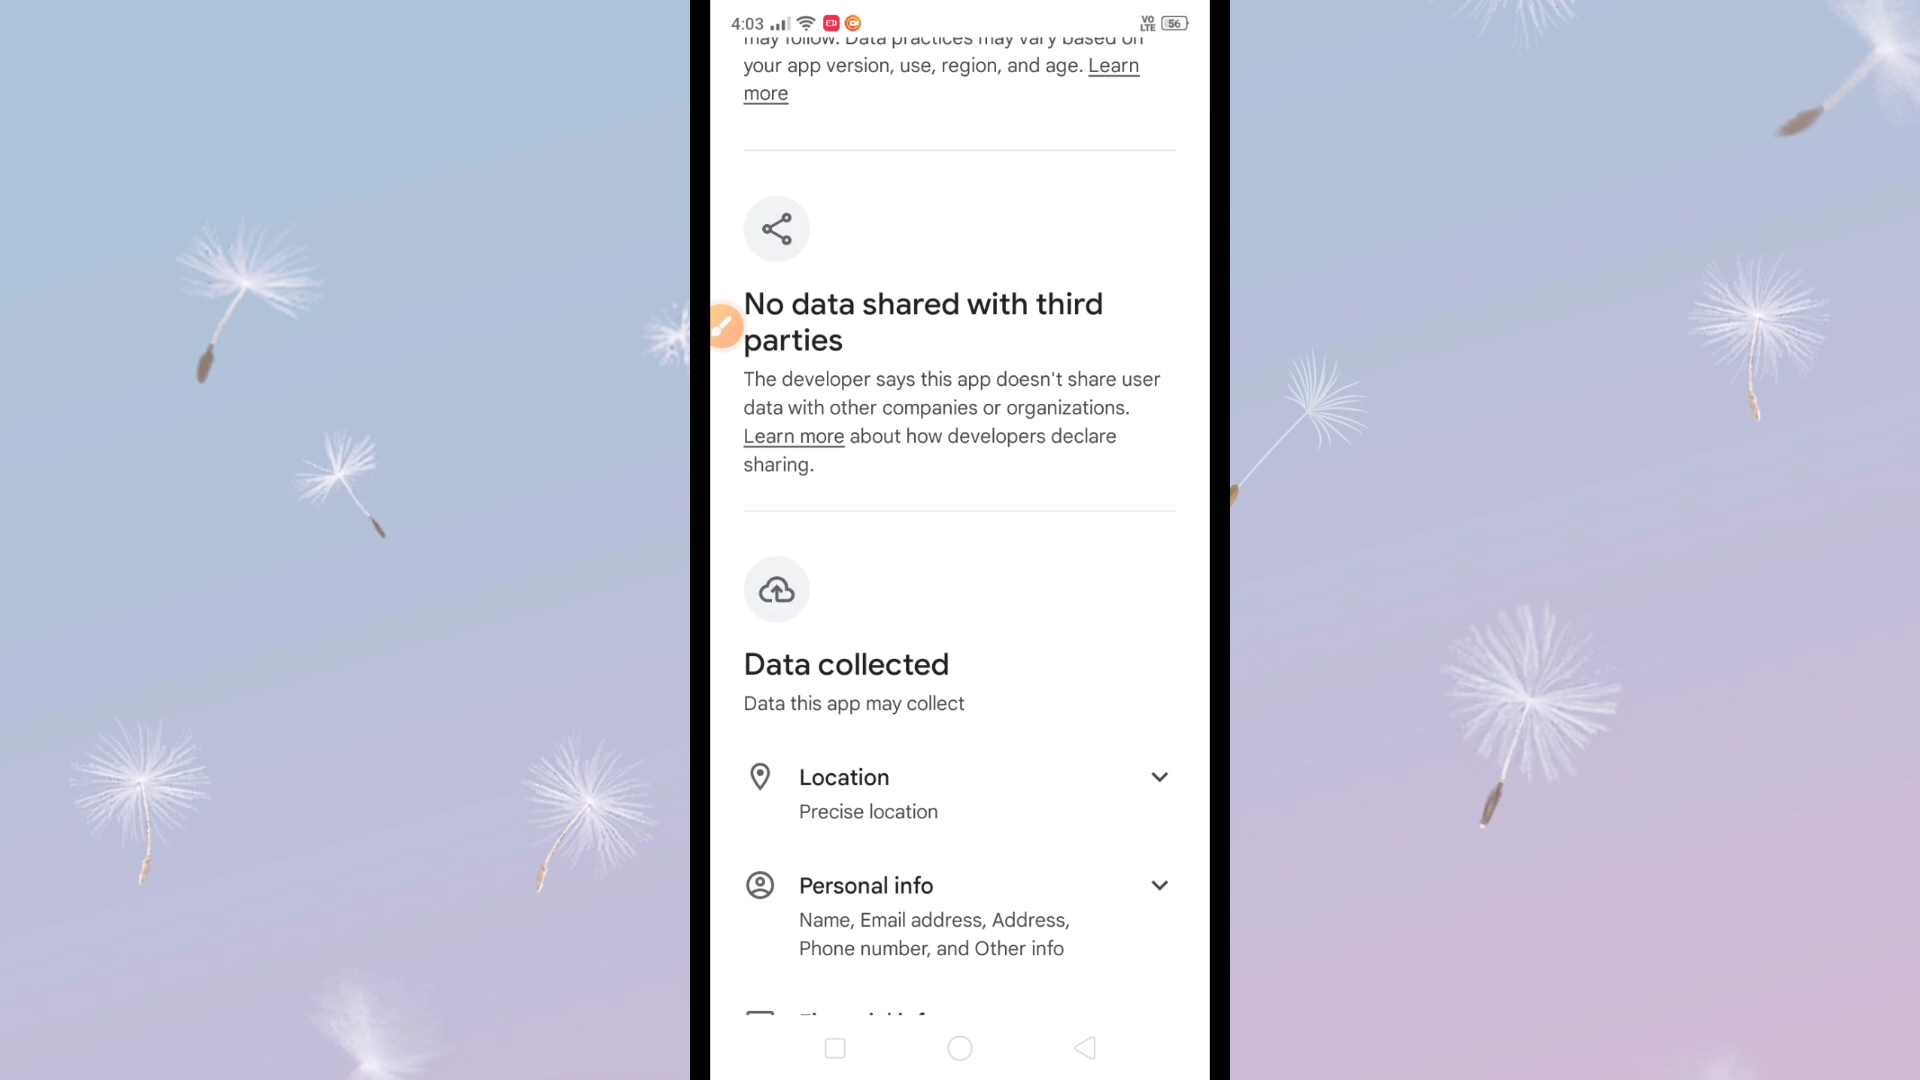 4:03
VO
LTE
56
may follow. Data practices may vary based on
your app version, use, region, and age. Learn
more
No data shared with third
parties
The developer says this app doesn't share user
data with other companies or organizations.
Learn more about how developers declare
sharing.
Data collected
Data this app may collect
Location
Precise location
Personal info
Name, Email address, Address,
Phone number, and Other info